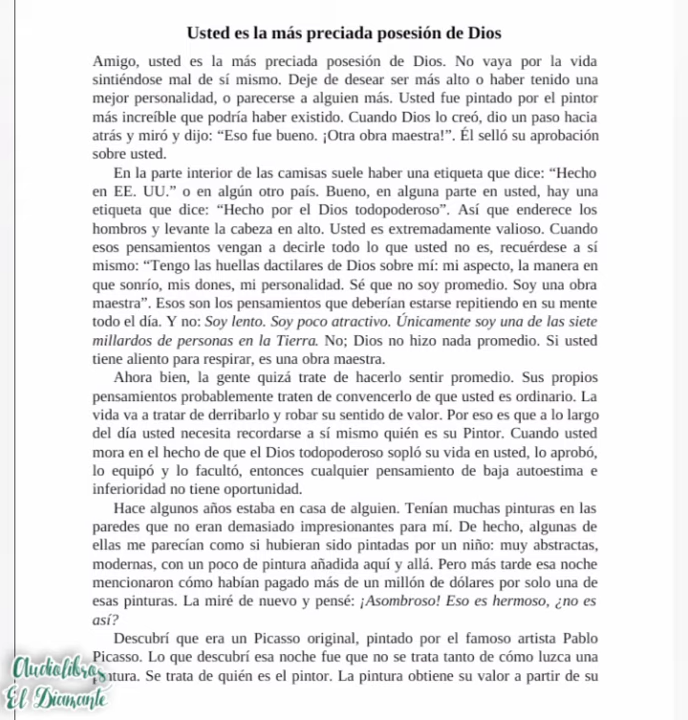 Usted es la más preciada posesión de Dios
Amigo, usted es la más preciada posesión de Dios. No vaya por la vida
sintiéndose mal de sí mismo. Deje de desear ser más alto o haber tenido una
mejor personalidad, o parecerse a alguien más. Usted fue pintado por el pintor
más increíble que podría haber existido. Cuando Dios lo creó, dio un paso hacia
atrás y miró y dijo: “Eso fue bueno. ¡Otra obra maestra!”. Él selló su aprobación
sobre usted.
En la parte interior de las camisas suele haber una etiqueta que dice: “Hecho
en EE. UU.” o en algún otro país. Bueno, en alguna parte en usted, hay una
etiqueta que dice: “Hecho por el Dios todopoderoso”. Así que enderece los
hombros y levante la cabeza en alto. Usted es extremadamente valioso. Cuando
esos pensamientos vengan a decirle todo lo que usted no es, recuérdese a sí
mismo: “Tengo las huellas dactilares de Dios sobre mí: mi aspecto, la manera en
que sonrío, mis dones, mi personalidad. Sé que no soy promedio. Soy una obra
maestra”. Esos son los pensamientos que deberían estarse repitiendo en su mente
todo el día. Y no: Soy lento. Soy poco atractivo. Únicamente soy una de las siete
millardos de personas en la Tierra. No; Dios no hizo nada promedio. Si usted
tiene aliento para respirar, es una obra maestra.
Ahora bien, la gente quizá trate de hacerlo sentir promedio. Sus propios
pensamientos probablemente traten de convencerlo de que usted es ordinario. La
vida va a tratar de derribarlo y robar su sentido de valor. Por eso es que a lo largo
del día usted necesita recordarse a sí mismo quién es su Pintor. Cuando usted
mora en el hecho de que el Dios todopoderoso sopló su vida en usted, lo aprobó,
lo equipó y lo facultó, entonces cualquier pensamiento de baja autoestima e
inferioridad no tiene oportunidad.
Hace algunos años estaba en casa de alguien. Tenían muchas pinturas en las
paredes que no eran demasiado impresionantes para mí. De hecho, algunas de
ellas me parecían como si hubieran sido pintadas por un niño: muy abstractas,
modernas, con un poco de pintura añadida aquí y allá. Pero más tarde esa noche
mencionaron cómo habían pagado más de un millón de dólares por solo una de
esas pinturas. La miré de nuevo y pensé: ¡Asombroso! Eso es hermoso, ¿no es
así?
Descubrí que era un Picasso original, pintado por el famoso artista Pablo
Picasso. Lo que descubrí esa noche fue que no se trata tanto de cómo luzca una
pintura. Se trata de quién es el pintor. La pintura obtiene su valor a partir de su
Audiolibros
El Diamante